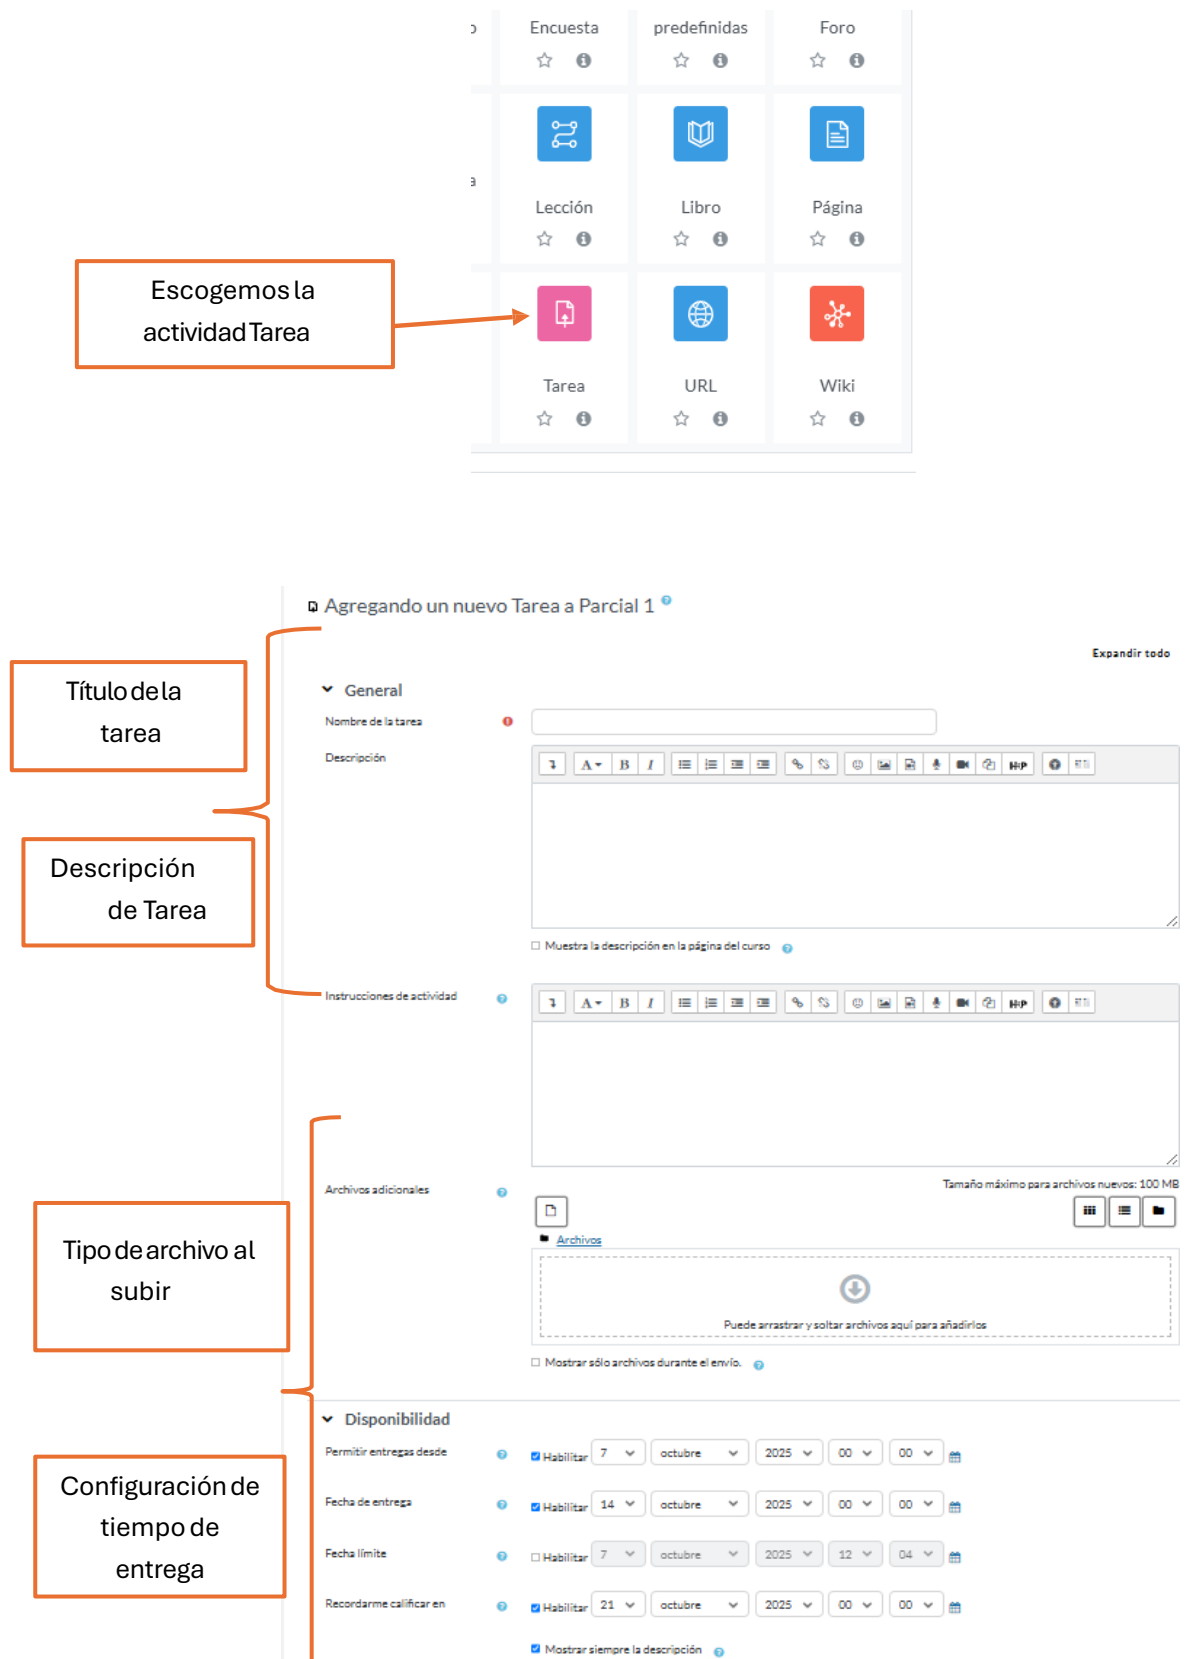 Encuesta predefinidas Foro
Lección Libro Página
Escogemos la
actividad Tarea
Tarea URL Wiki
Agregando un nuevo Tarea a Parcial 1
Expandir todo
Título de la
tarea
General
Nombre de la tarea
Descripción
Descripción
de Tarea
Muestra la descripción en la página del curso
Instrucciones de actividad
Tamaño máximo para archivos nuevos: 100 MB
Archivos adicionales
Archivos
Tipo de archivo al
subir
Puede arrastrar y soltar archivos aquí para añadirlos
Mostrar sólo archivos durante el envío.
Disponibilidad
Permitir entregas desde Habilitar 7 octubre 2025 00 00
Configuración de
tiempo de
entrega
Fecha de entrega Habilitar 14 octubre 2025 00 00
Fecha límite Habilitar 7 octubre 2025 12 04
Recordarme calificar en Habilitar 21 octubre 2025 00 00
Mostrar siempre la descripción